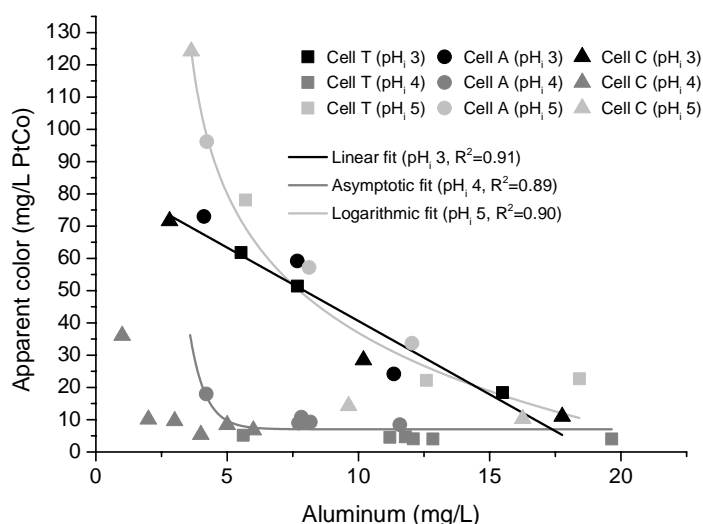 130
120
110
100
90
80
70
60
50
40
30
20
10
0
Apparent color (mg/L PtCo)
Cell T (pHi 3) Cell A (pHi 3) Cell C (pHi 3)
Cell T (pHi 4) Cell A (pHi 4) Cell C (pHi 4)
Cell T (pHi 5) Cell A (pHi 5) Cell C (pHi 5)
Linear fit (pHi 3, R²=0.91)
Asymptotic fit (pHi 4, R²=0.89)
Logarithmic fit (pHi 5, R²=0.90)
0 5 10 15 20
Aluminum (mg/L)